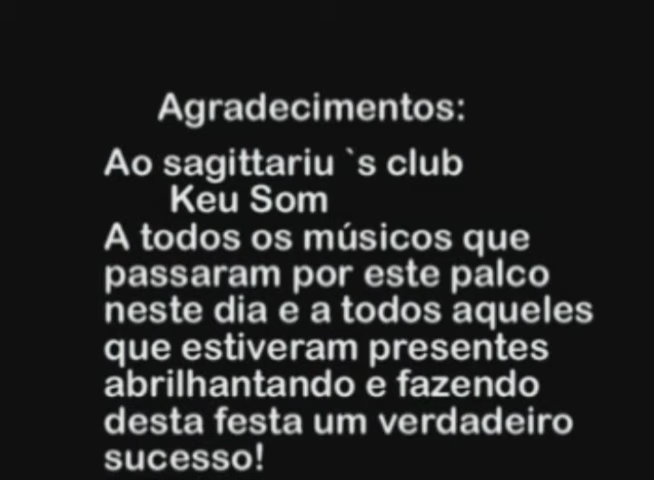 Agradecimentos:
Ao sagittariu `s club
Keu Som
A todos os músicos que
passaram por este palco
neste dia e a todos aqueles
que estiveram presentes
abrilhantando e fazendo
desta festa um verdadeiro
sucesso!